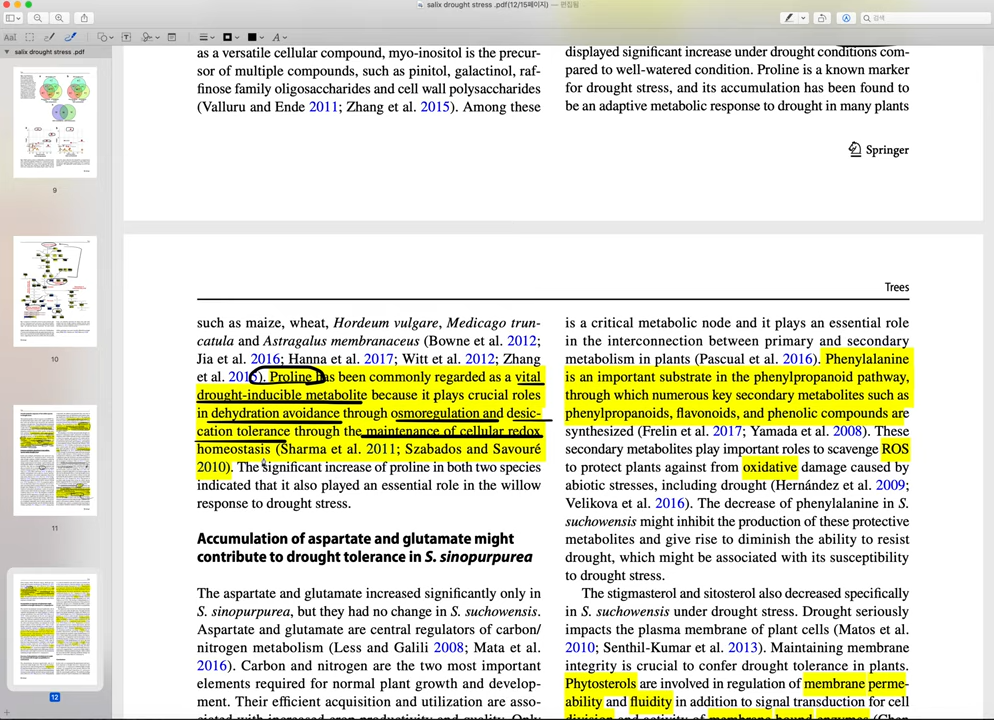 salix drought stress .pdf(12/15페이지) — 편집됨
검색
salix drought stress .pdf
9
10
11
12
as a versatile cellular compound, myo-inositol is the precur-
sor of multiple compounds, such as pinitol, galactinol, raf-
finose family oligosaccharides and cell wall polysaccharides
(Valluru and Ende 2011; Zhang et al. 2015). Among these
displayed significant increase under drought conditions com-
pared to well-watered condition. Proline is a known marker
for drought stress, and its accumulation has been found to
be an adaptive metabolic response to drought in many plants
Springer
Trees
such as maize, wheat, Hordeum vulgare, Medicago trun-
catula and Astragalus membranaceus (Bowne et al. 2012;
Jia et al. 2016; Hanna et al. 2017; Witt et al. 2012; Zhang
et al. 2015). Proline has been commonly regarded as a vital
drought-inducible metabolite because it plays crucial roles
in dehydration avoidance through osmoregulation and desic-
cation tolerance through the maintenance of cellular redox
homeostasis (Sharma et al. 2011; Szabados and Savouré
2010). The significant increase of proline in both two species
indicated that it also played an essential role in the willow
response to drought stress.
Accumulation of aspartate and glutamate might
contribute to drought tolerance in S. sinopurpurea
The aspartate and glutamate increased significantly only in
S. sinopurpurea, but they had no change in S. suchowensis.
Aspartate and glutamate are central regulators of carbon/
nitrogen metabolism (Less and Galili 2008; Mata et al.
2016). Carbon and nitrogen are the two most important
elements required for normal plant growth and develop-
ment. Their efficient acquisition and utilization are asso-
ciated with increased crop productivity and quality. Only
is a critical metabolic node and it plays an essential role
in the interconnection between primary and secondary
metabolism in plants (Pascual et al. 2016). Phenylalanine
is an important substrate in the phenylpropanoid pathway,
through which numerous key secondary metabolites such as
phenylpropanoids, flavonoids, and phenolic compounds are
synthesized (Frelin et al. 2017; Yamada et al. 2008). These
secondary metabolites play important roles to scavenge ROS
to protect plants against from oxidative damage caused by
abiotic stresses, including drought (Hernández et al. 2009;
Velikova et al. 2016). The decrease of phenylalanine in S.
suchowensis might inhibit the production of these protective
metabolites and give rise to diminish the ability to resist
drought, which might be associated with its susceptibility
to drought stress.
The stigmasterol and sitosterol also decreased specifically
in S. suchowensis under drought stress. Drought seriously
impacts the plasma membrane of plant cells (Matos et al.
2010; Senthil-Kumar et al. 2013). Maintaining membrane
integrity is crucial to confer drought tolerance in plants.
Phytosterols are involved in regulation of membrane perme-
ability and fluidity in addition to signal transduction for cell
division and activity of membrane bound enzymes (Chen